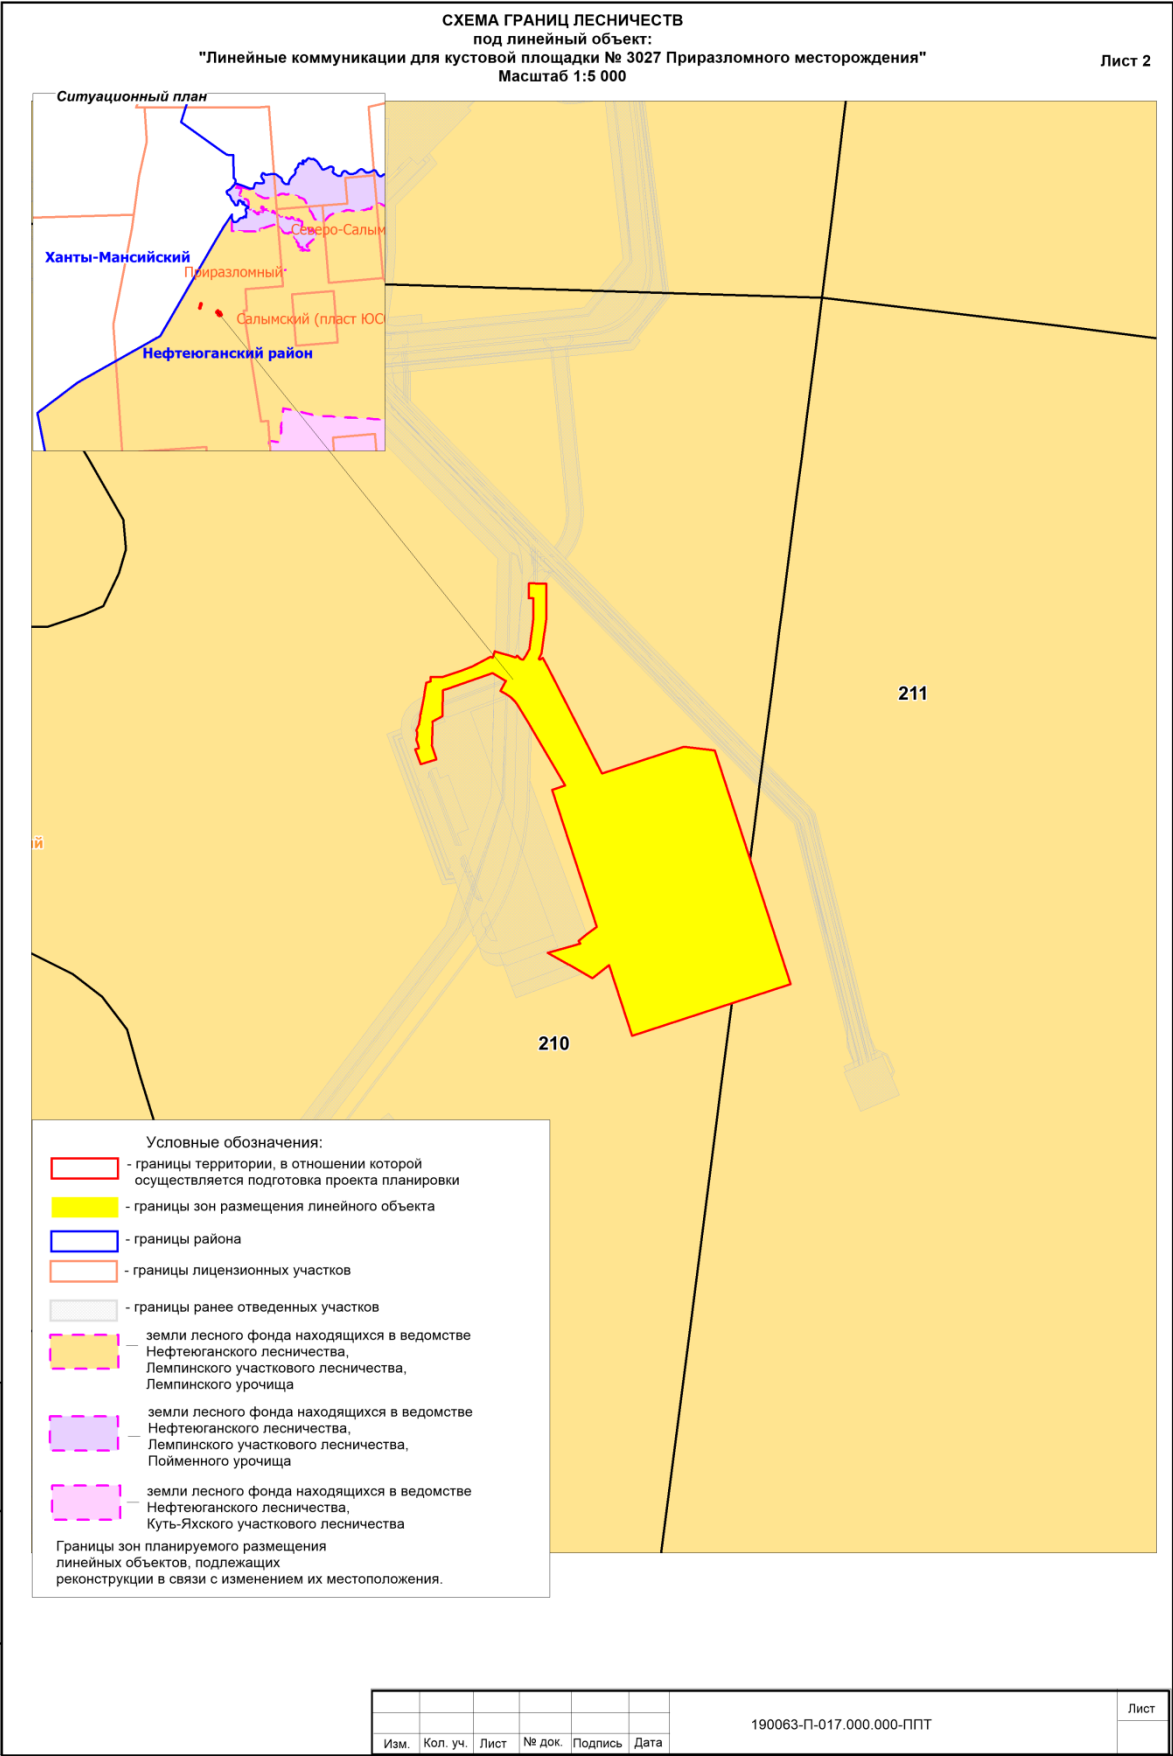 СХЕМА ГРАНИЦ ЛЕСНИЧЕСТВ
под линейный объект:
"Линейные коммуникации для кустовой площадки № 3027 Приразломного месторождения"
Масштаб 1:5 000
Лист 2
Ситуационный план
Северо-Салым
Ханты-Мансийский
Приразломный
Салымский (пласт ЮС
Нефтеюганский район
211
ий
210
Условные обозначения:
- границы территории, в отношении которой
осуществляется подготовка проекта планировки
- границы зон размещения линейного объекта
- границы района
- границы лицензионных участков
- границы ранее отведенных участков
земли лесного фонда находящихся в ведомстве
Нефтеюганского лесничества,
Лемпинского участкового лесничества,
Лемпинского урочища
земли лесного фонда находящихся в ведомстве
Нефтеюганского лесничества,
Лемпинского участкового лесничества,
Пойменного урочища
земли лесного фонда находящихся в ведомстве
Нефтеюганского лесничества,
Куть-Яхского участкового лесничества
Границы зон планируемого размещения
линейных объектов, подлежащих
реконструкции в связи с изменением их местоположения.
Изм. Кол. уч. Лист № док. Подпись Дата
190063-П-017.000.000-ППТ
Лист